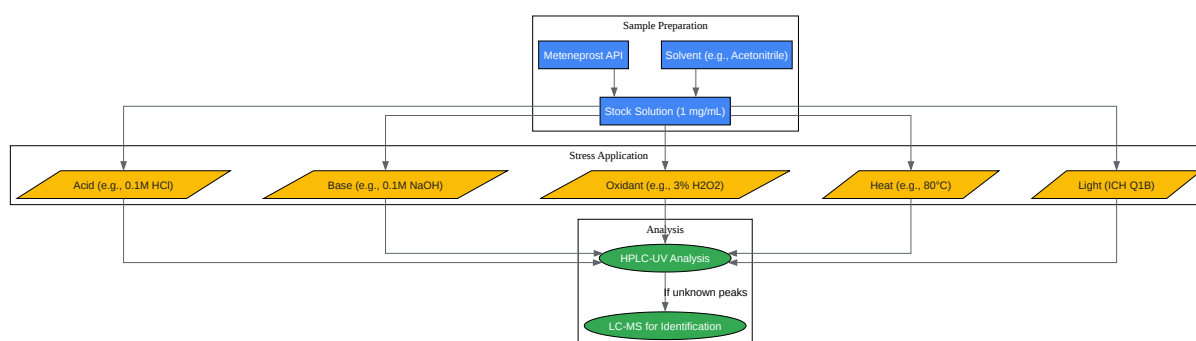 Sample Preparation
Meteneprost API
Solvent (e.g., Acetonitrile)
Stock Solution (1 mg/mL)
Stress Application
Acid (e.g., 0.1M HCl)
Base (e.g., 0.1M NaOH)
Oxidant (e.g., 3% H2O2)
Heat (e.g., 80°C)
Light (ICH Q1B)
Analysis
HPLC-UV Analysis
If unknown peaks
LC-MS for Identification